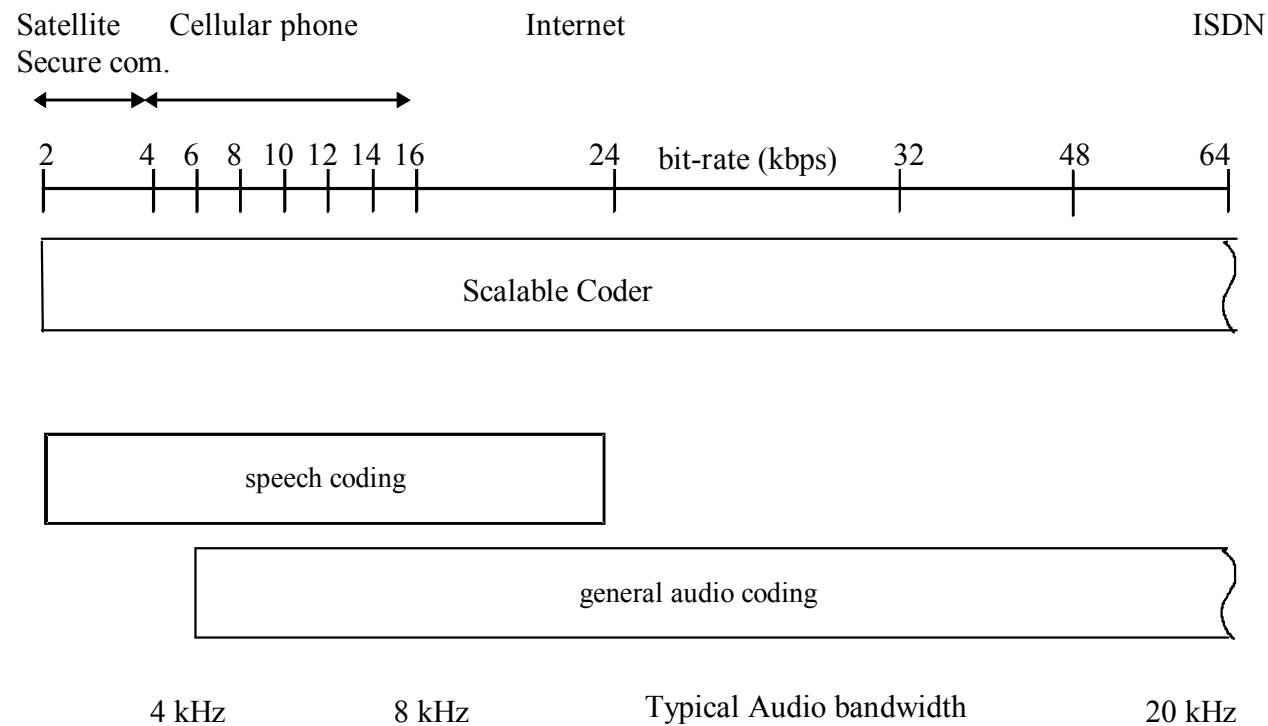 Satellite Cellular phone Internet ISDN
Secure com.
2 4 6 8 10 12 14 16 24 bit-rate (kbps) 32 48 64
Scalable Coder
speech coding
general audio coding
4 kHz 8 kHz Typical Audio bandwidth 20 kHz